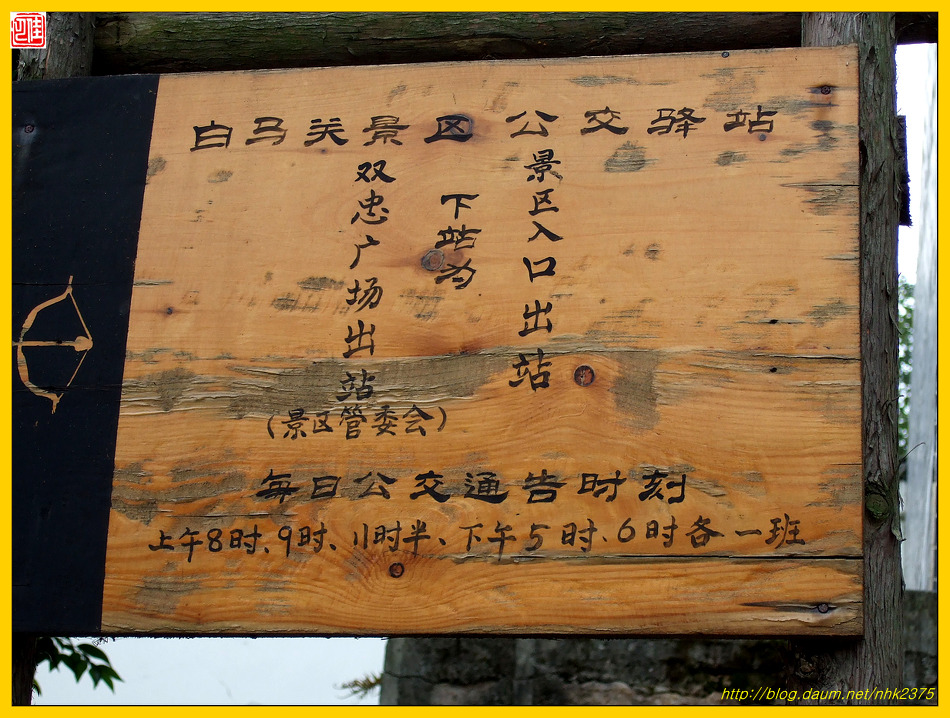 白马关景区公交驿站
景区入口出站
下站为
双忠广场出站
（景区管委会）
每日公交通告时刻
上午8时、9时、11时半、下午5时、6时各一班
http://blog.daum.net/nhk2375